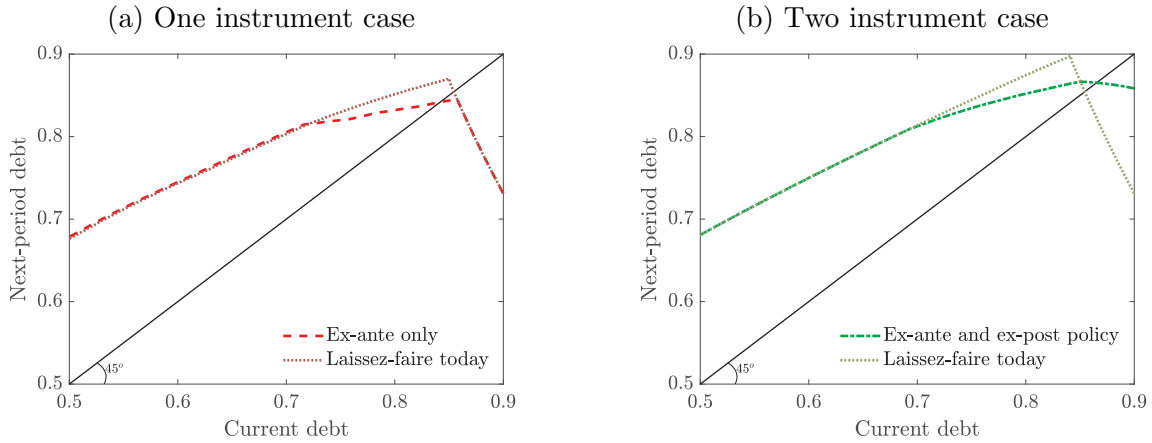 (a) One instrument case
0.9
0.8
0.7
0.6
0.5
Next-period debt
45o
Ex-ante only
Laissez-faire today
0.5 0.6 0.7 0.8 0.9
Current debt
(b) Two instrument case
0.9
0.8
0.7
0.6
0.5
Next-period debt
45o
Ex-ante and ex-post policy
Laissez-faire today
0.5 0.6 0.7 0.8 0.9
Current debt